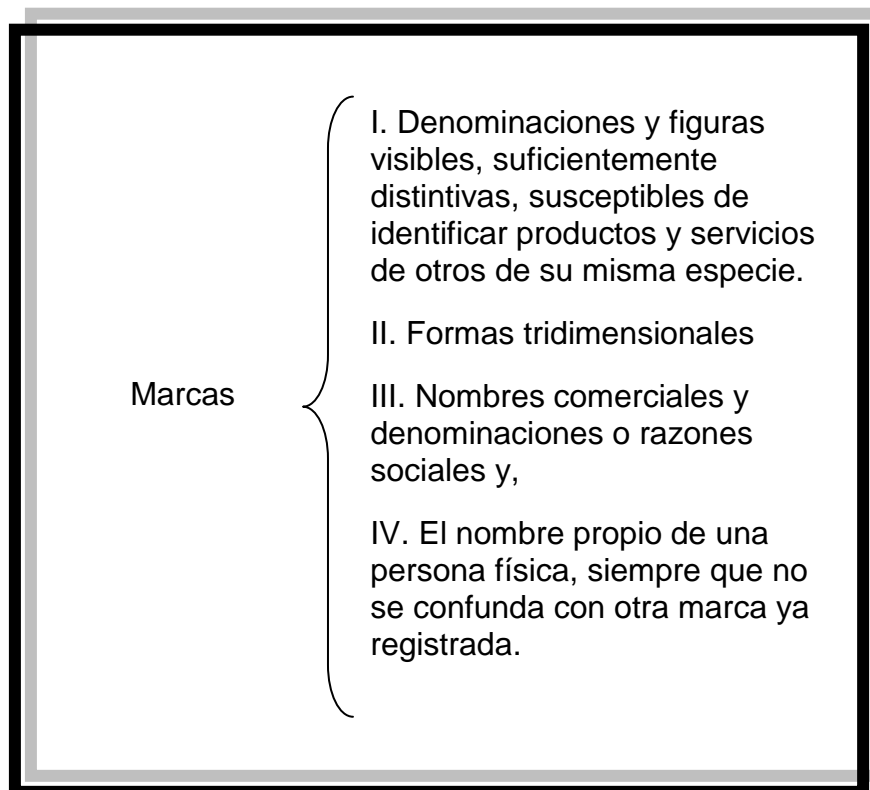 Marcas
I. Denominaciones y figuras
visibles, suficientemente
distintivas, susceptibles de
identificar productos y servicios
de otros de su misma especie.
II. Formas tridimensionales
III. Nombres comerciales y
denominaciones o razones
sociales y,
IV. El nombre propio de una
persona física, siempre que no
se confunda con otra marca ya
registrada.